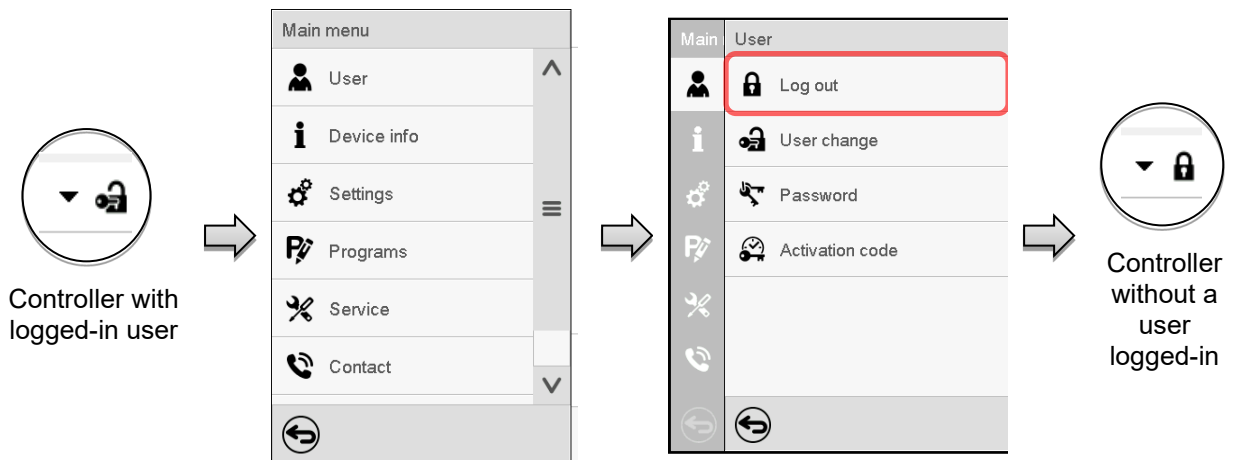 Controller with
logged-in user
Main menu
User
Device info
Settings
Programs
Service
Contact
Main
User
Log out
User change
Password
Activation code
Controller
without a
user
logged-in